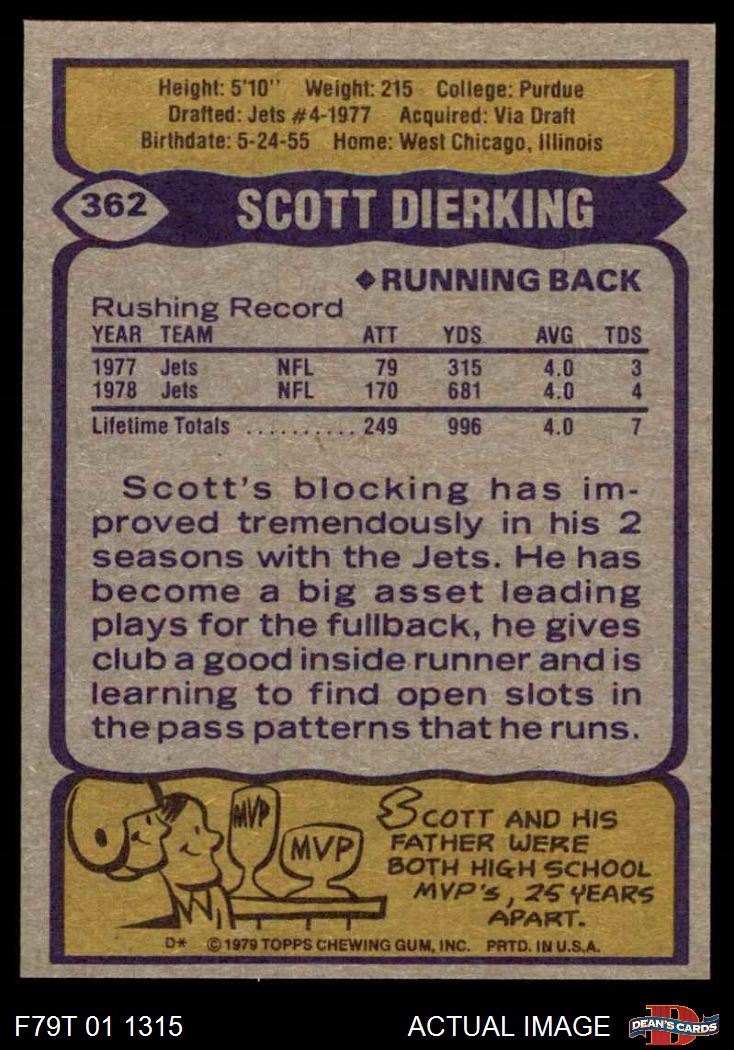 Height: 5'10" Weight: 215 College: Purdue
Drafted: Jets #4-1977 Acquired: Via Draft
Birthdate: 5-24-55 Home: West Chicago, Illinois
362 SCOTT DIERKING
◆RUNNING BACK
Rushing Record
YEAR TEAM ATT YDS AVG TDS
1977 Jets NFL 79 315 4.0 3
1978 Jets NFL 170 681 4.0 4
Lifetime Totals .......... 249 996 4.0 7
Scott's blocking has im-
proved tremendously in his 2
seasons with the Jets. He has
become a big asset leading
plays for the fullback, he gives
club a good inside runner and is
learning to find open slots in
the pass patterns that he runs.
MVP
MVP
SCOTT AND HIS
FATHER WERE
BOTH HIGH SCHOOL
MVP'S, 25 YEARS
APART.
D* © 1979 TOPPS CHEWING GUM, INC. PRTD. IN U.S.A.
F79T 01 1315 ACTUAL IMAGE D DEAN'S CARDS